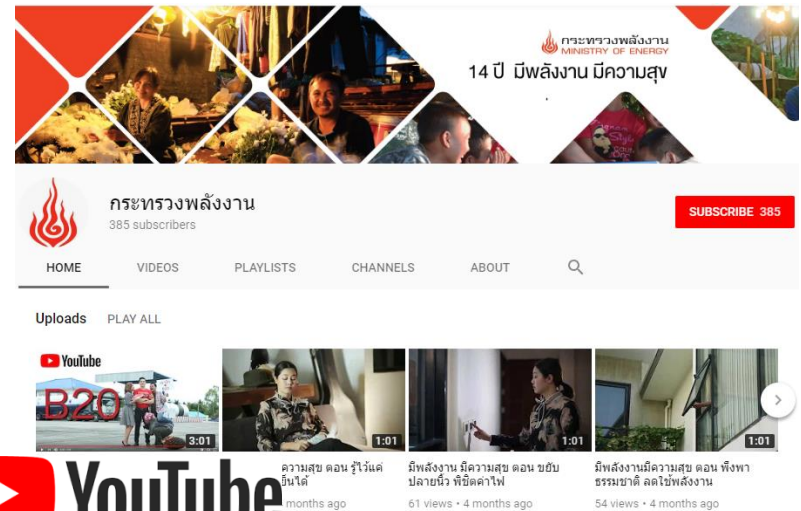 กระทรวงพลังงาน
MINISTRY OF ENERGY
14 ปี มีพลังงาน มีความสุข
กระทรวงพลังงาน
385 subscribers
SUBSCRIBE 385
HOME VIDEOS PLAYLISTS CHANNELS ABOUT
Uploads PLAY ALL
YouTube
B20
3:01
1:01
1:01
1:01
ความสุข ตอน รู้ไว้แค่
ย็นได้
months ago
มีพลังงาน มีความสุข ตอน ขยับ
ปลายนิ้ว พิชิตค่าไฟ
61 views • 4 months ago
มีพลังงานมีความสุข ตอน พึ่งพา
ธรรมชาติ ลดใช้พลังงาน
54 views • 4 months ago
YouTube